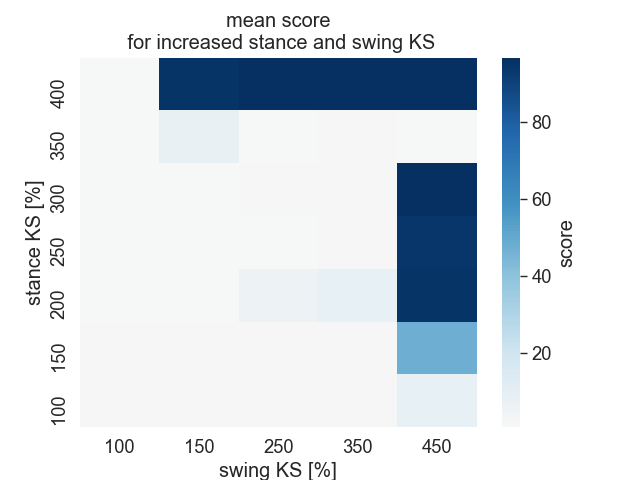 mean score
for increased stance and swing KS
400
350
300
250
200
150
100
stance KS [%]
100 150 250 350 450
swing KS [%]
80
60
40
20
score